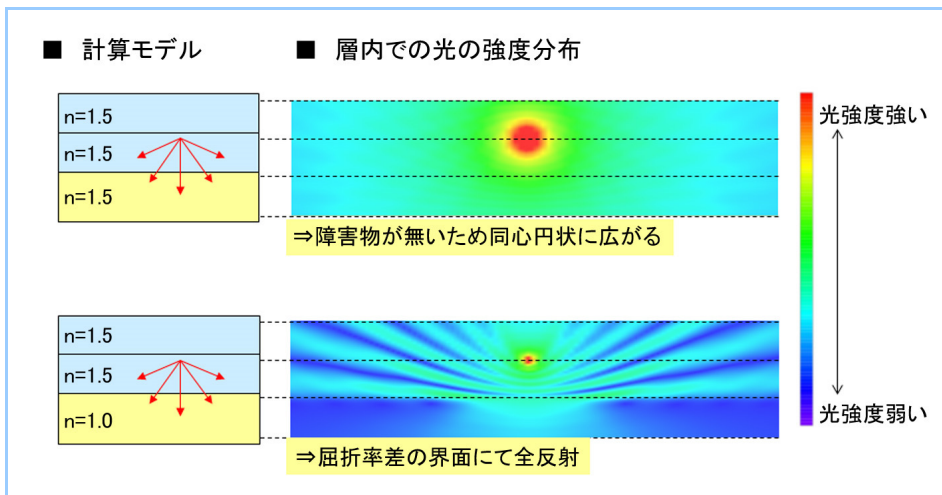 ■ 計算モデル
■ 層内での光の強度分布
n=1.5
n=1.5
n=1.5
⇒障害物が無いため同心円状に広がる
n=1.5
n=1.5
n=1.0
⇒屈折率差の界面にて全反射
光強度強い
光強度弱い